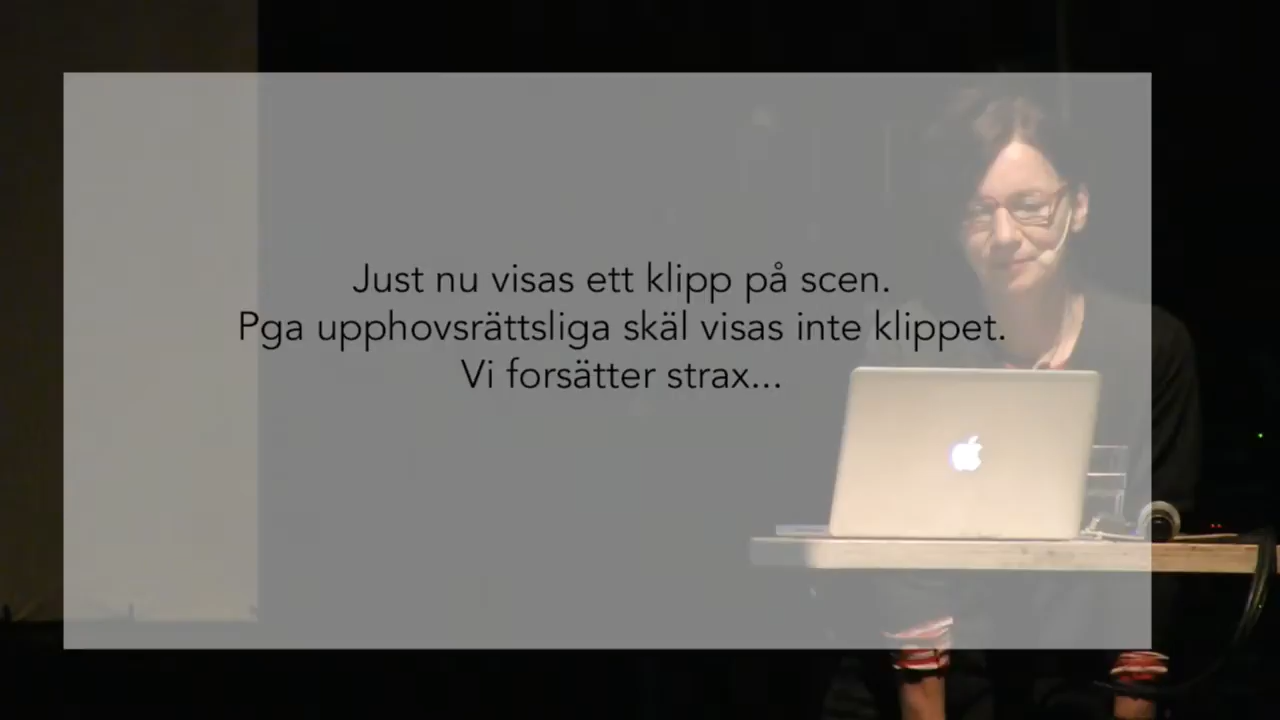 Just nu visas ett klipp på scen.
Pga upphovsrättsliga skäl visas inte klippet.
Vi forsätter strax...